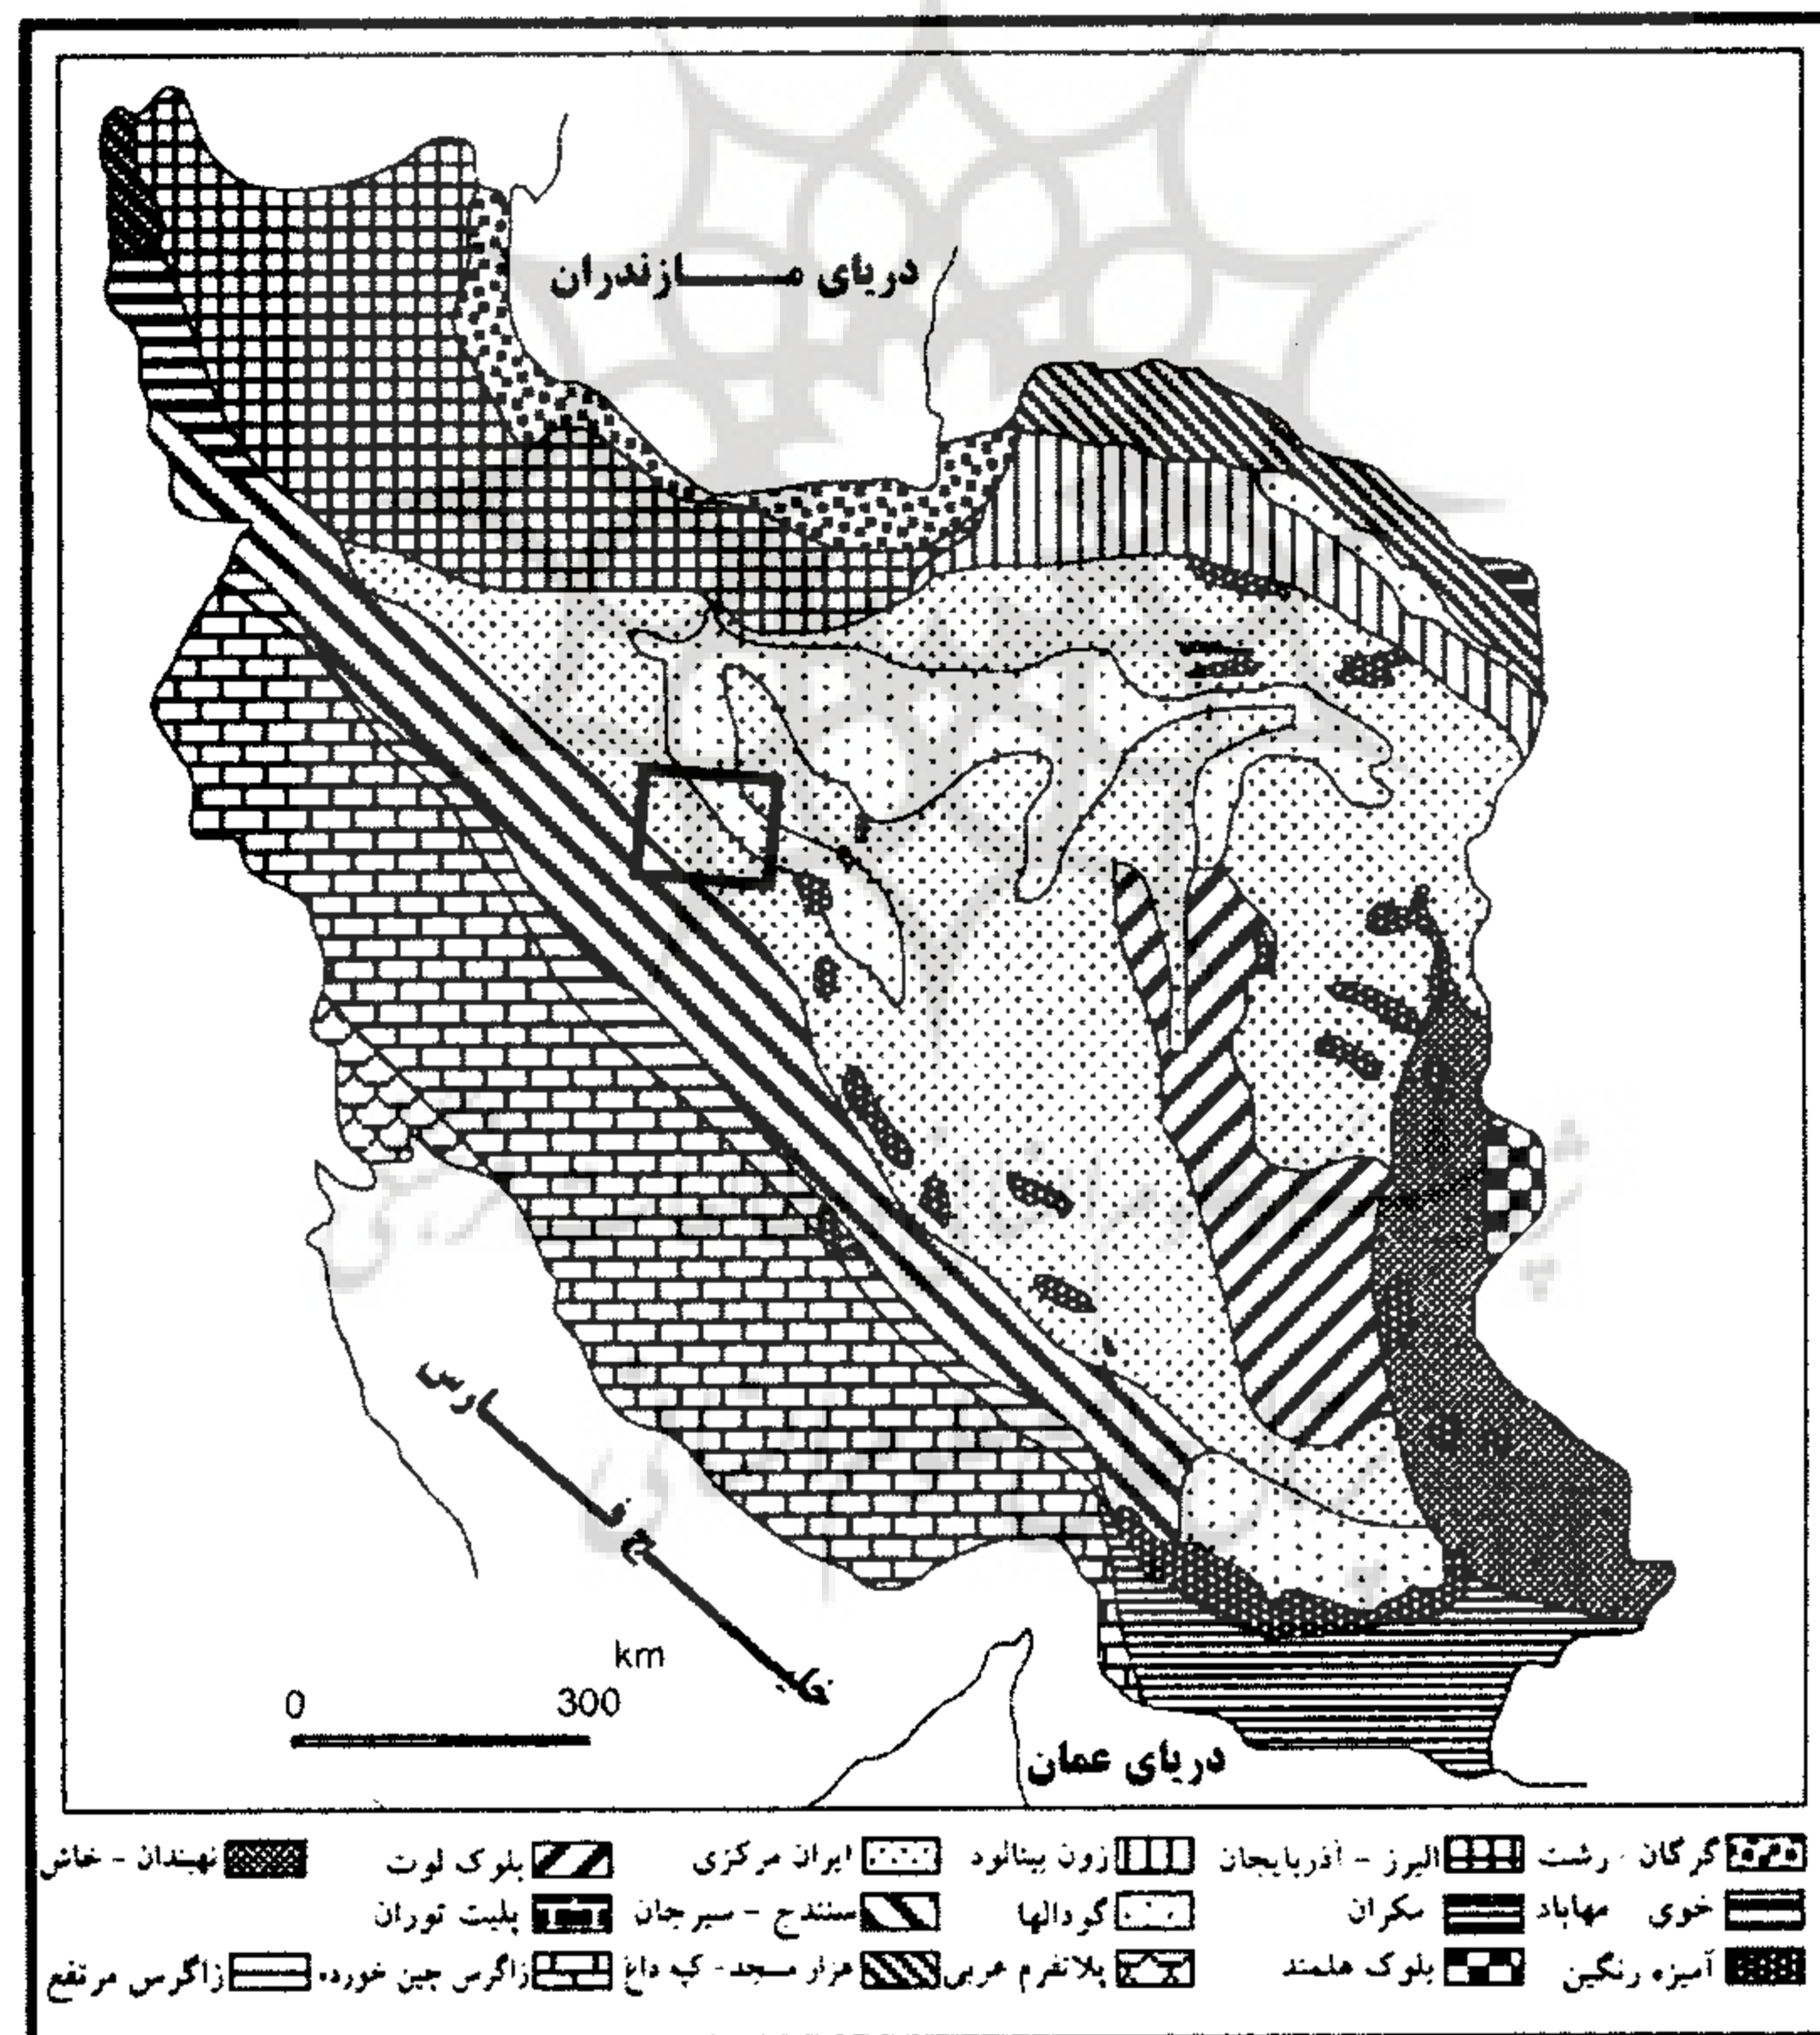 دریای مازندران
خلیج فارس
km
0 300
دریای عمان
گرگان - رشت البرز - آذربایجان زون بینالود ایران مرکزی بلوک لوت نهبندان - خاش
خوی مهاباد مکران گودالها سنندج - سیرجان پلیت توران
آمیزه رنگین بلوک هلمند پلاتفرم عربی هزار مسجد - کپه داغ زاگرس چین خورده زاگرس مرتفع